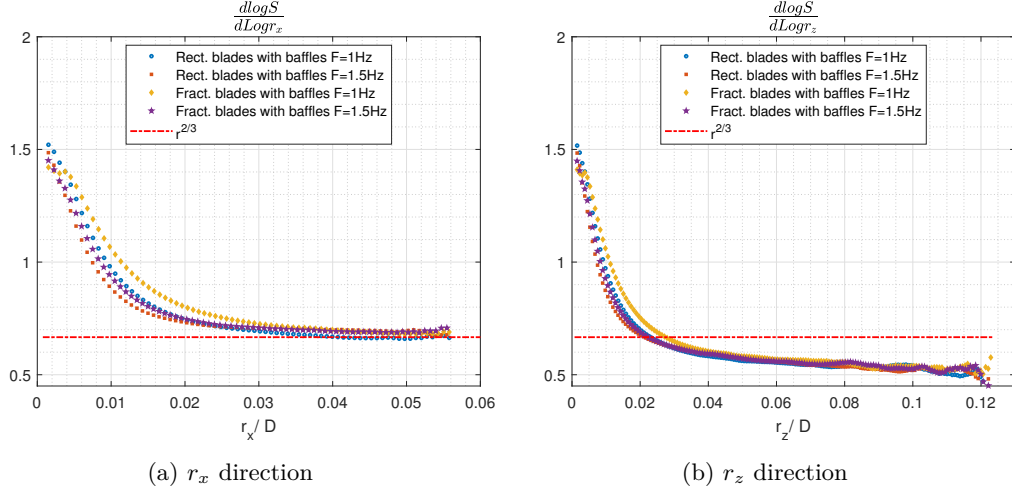 dlogS
dLogr_x
2
1.5
1
0.5
0 0.01 0.02 0.03 0.04 0.05 0.06
r_x/ D
Rect. blades with baffles F=1Hz
Rect. blades with baffles F=1.5Hz
Fract. blades with baffles F=1Hz
Fract. blades with baffles F=1.5Hz
r^{2/3}
(a) r_x direction
dlogS
dLogr_z
2
1.5
1
0.5
0 0.02 0.04 0.06 0.08 0.1 0.12
r_z/ D
Rect. blades with baffles F=1Hz
Rect. blades with baffles F=1.5Hz
Fract. blades with baffles F=1Hz
Fract. blades with baffles F=1.5Hz
r^{2/3}
(b) r_z direction